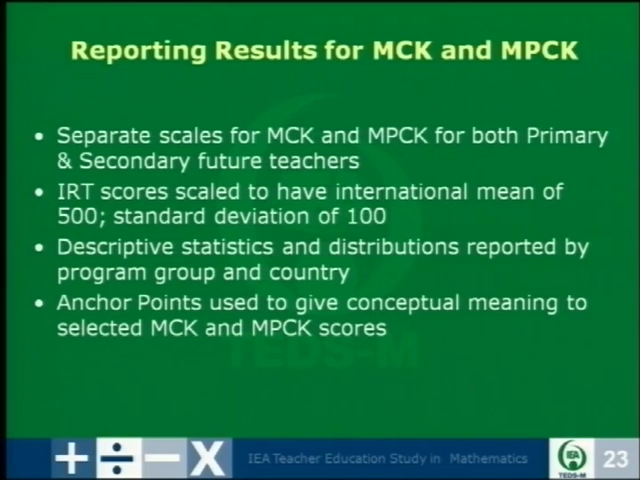 Reporting Results for MCK and MPCK
• Separate scales for MCK and MPCK for both Primary
& Secondary future teachers
• IRT scores scaled to have international mean of
500; standard deviation of 100
• Descriptive statistics and distributions reported by
program group and country
• Anchor Points used to give conceptual meaning to
selected MCK and MPCK scores
TEDS-M
+ ÷ − X
IEA Teacher Education Study in Mathematics
IEA
TEDS-M
23